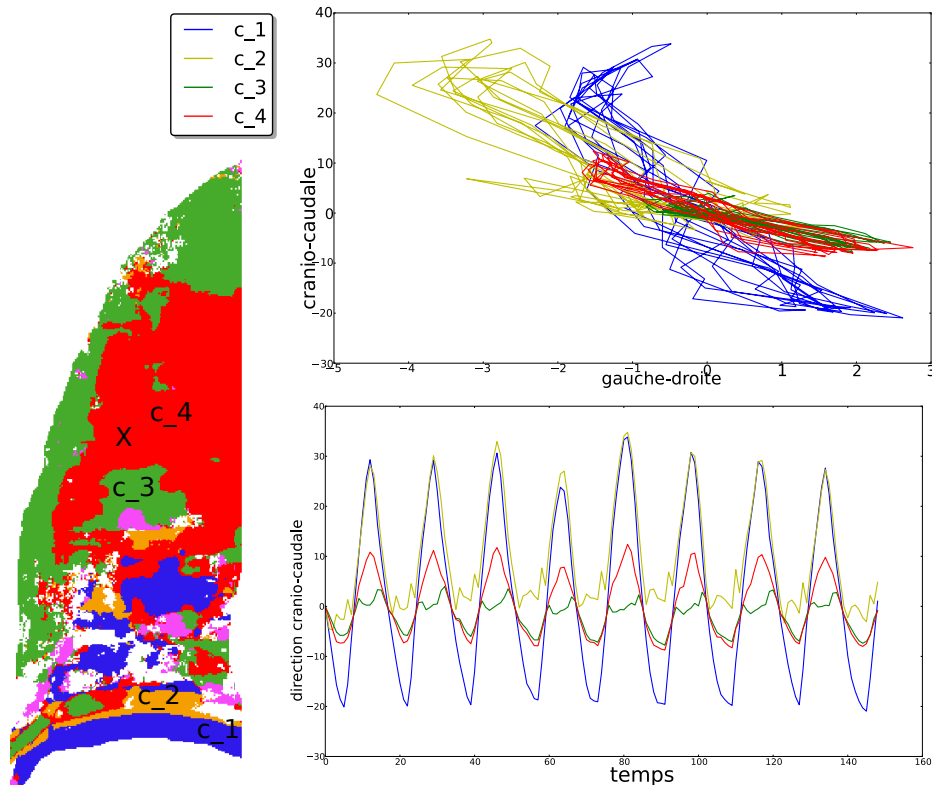 c_1
c_2
c_3
c_4
c_4
X
c_3
c_2
c_1
40
30
20
10
0
−10
−20
−30
cranio-caudale
−5 −4 −3 −2 −1 0 1 2 3
gauche-droite
40
30
20
10
0
−10
−20
−30
direction cranio-caudale
0 20 40 60 80 100 120 140 160
temps